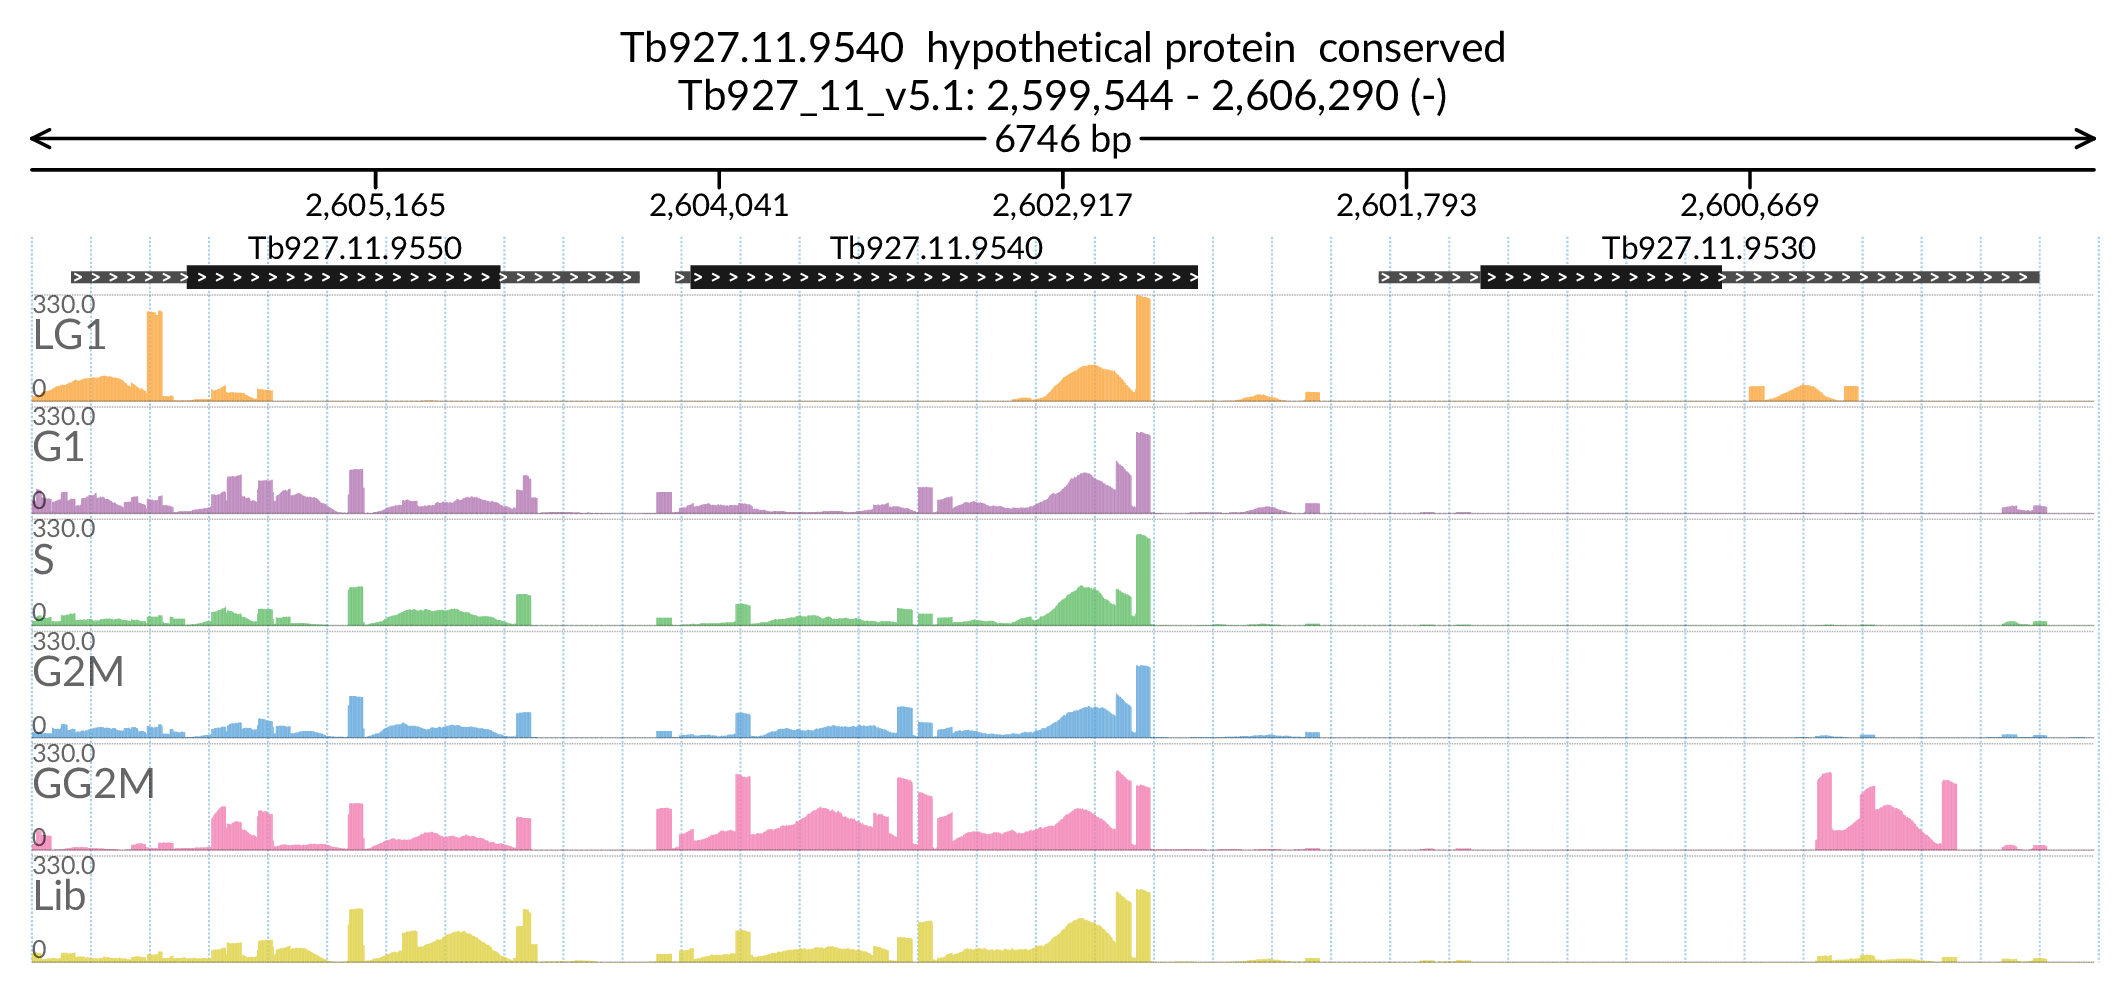 Tb927.11.9540 hypothetical protein conserved
Tb927_11_v5.1: 2,599,544 - 2,606,290 (-)
6746 bp
2,605,165 2,604,041 2,602,917 2,601,793 2,600,669
Tb927.11.9550 Tb927.11.9540 Tb927.11.9530
330.0
LG1
0
330.0
G1
0
330.0
S
0
330.0
G2M
0
330.0
GG2M
0
330.0
Lib
0